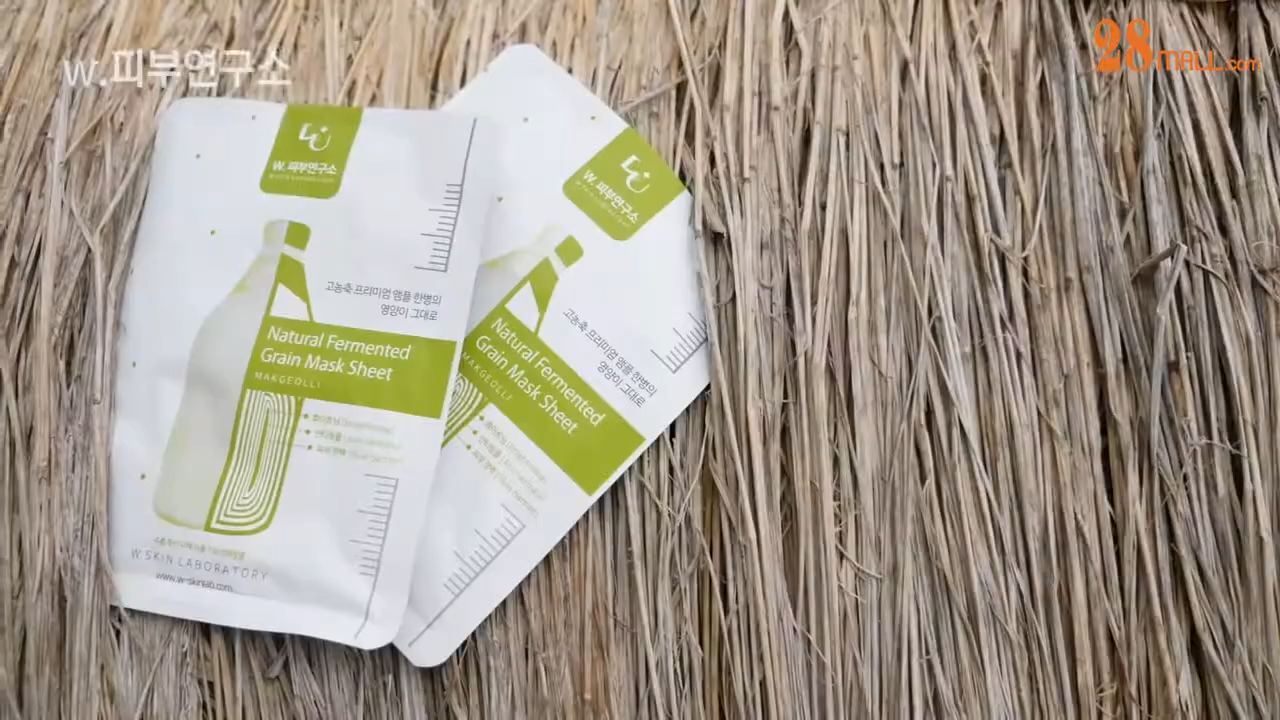 w.피부연구소
28MALL.com
W. 피부연구소
고농축 프리미엄 앰플 한병의
영양이 그대로
Natural Fermented
Grain Mask Sheet
MAKGEOLLI
W.SKIN LABORATORY
www.w-skinlab.com
W. 피부연구소
고농축 프리미엄 앰플 한병의
영양이 그대로
Natural Fermented
Grain Mask Sheet
MAKGEOLLI